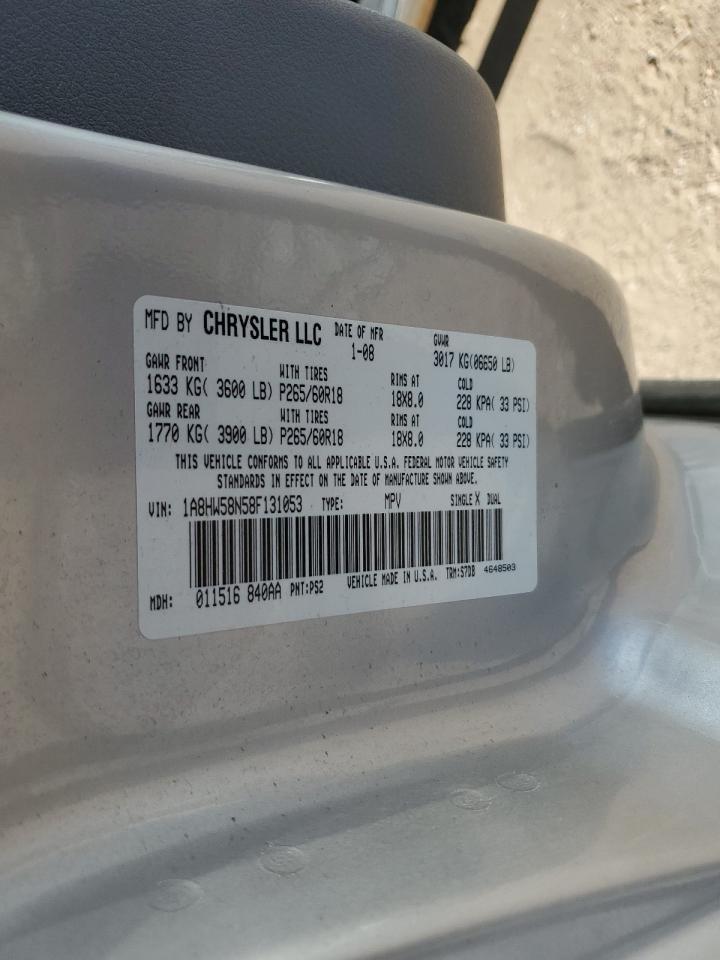 MFD BY CHRYSLER LLC DATE OF MFR 1-08 GVWR 3017 KG(06650 LB)
GAWR FRONT WITH TIRES RIMS AT COLD
1633 KG( 3600 LB) P265/60R18 18X8.0 228 KPA( 33 PSI)
GAWR REAR WITH TIRES RIMS AT COLD
1770 KG( 3900 LB) P265/60R18 18X8.0 228 KPA( 33 PSI)
THIS VEHICLE CONFORMS TO ALL APPLICABLE U.S.A. FEDERAL MOTOR VEHICLE SAFETY
STANDARDS IN EFFECT ON THE DATE OF MANUFACTURE SHOWN ABOVE.
VIN: 1A8HW58N58F131053 TYPE: MPV SINGLE X DUAL
MDH: 011516 840AA PNT:PS2 VEHICLE MADE IN U.S.A. TRM:S7DB 4648503